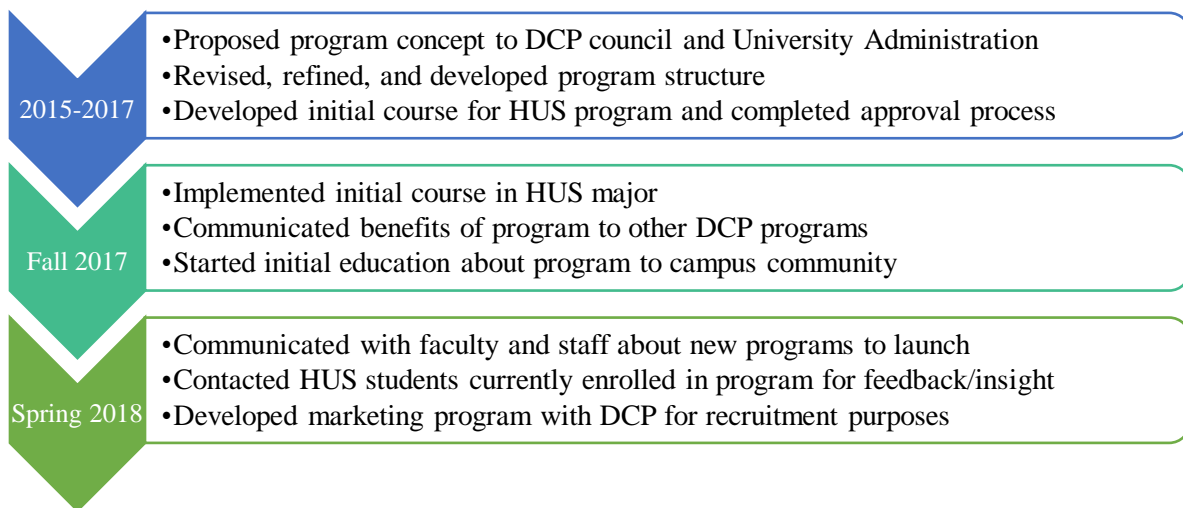 2015-2017
•Proposed program concept to DCP council and University Administration
•Revised, refined, and developed program structure
•Developed initial course for HUS program and completed approval process
Fall 2017
•Implemented initial course in HUS major
•Communicated benefits of program to other DCP programs
•Started initial education about program to campus community
Spring 2018
•Communicated with faculty and staff about new programs to launch
•Contacted HUS students currently enrolled in program for feedback/insight
•Developed marketing program with DCP for recruitment purposes